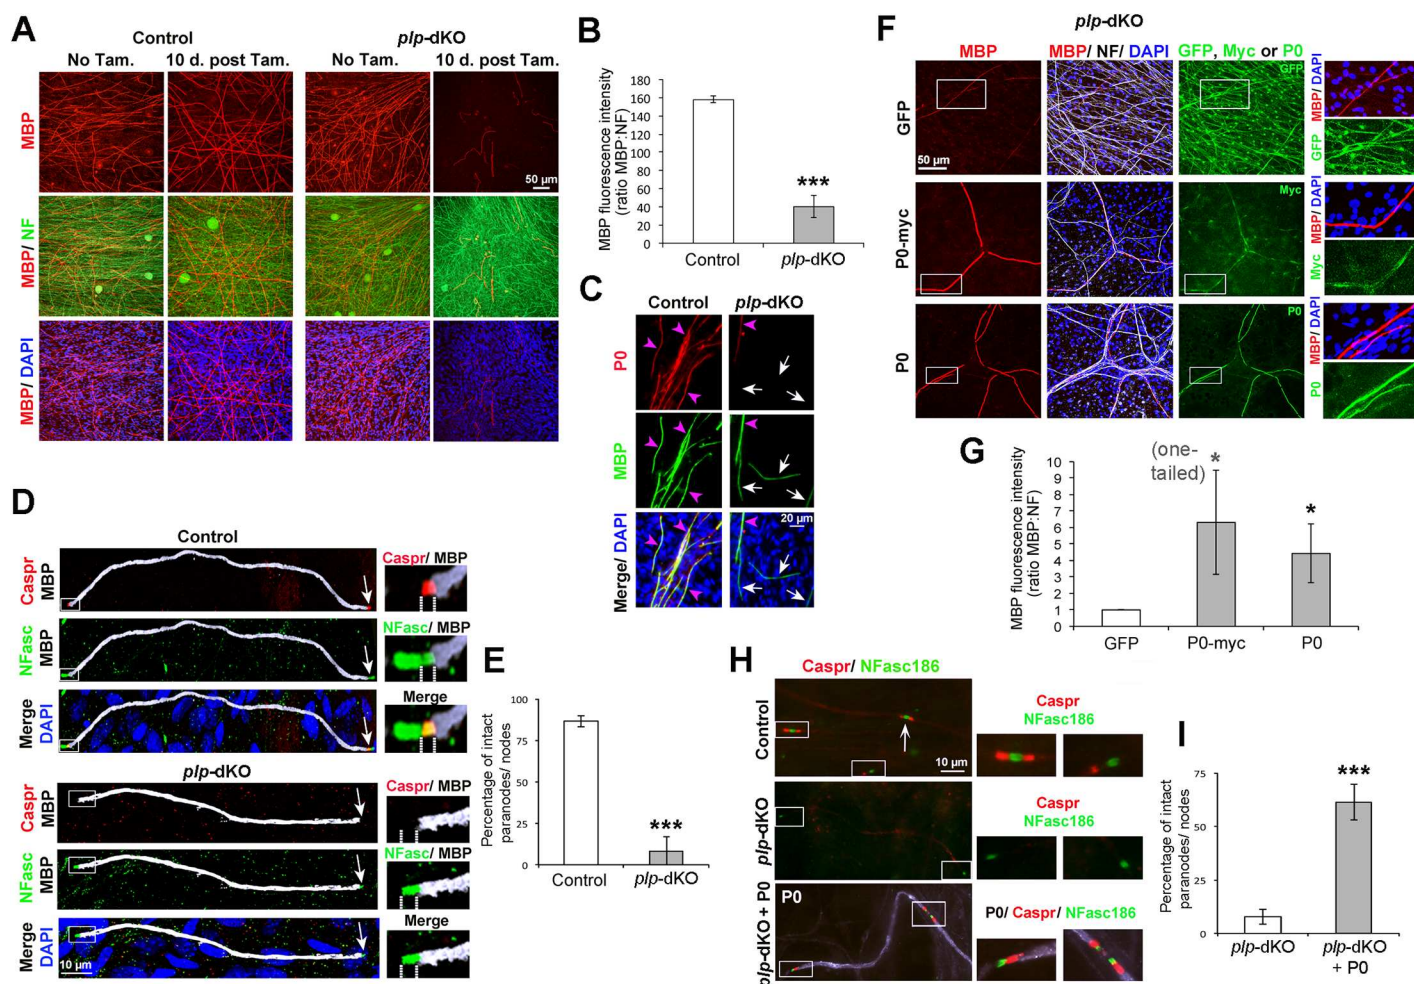 A
Control
plp-dKO
No Tam.
10 d. post Tam.
No Tam.
10 d. post Tam.
MBP
50 µm
MBP/ NF
MBP/ DAPI
B
MBP fluorescence intensity
(ratio MBP:NF)
180
160
140
120
100
80
60
40
20
0
***
Control
plp-dKO
C
Control
plp-dKO
P0
MBP
20 µm
Merge/ DAPI
D
Control
Caspr
MBP
Caspr/ MBP
NFasc
MBP
NFasc/ MBP
Merge
DAPI
Merge
plp-dKO
Caspr
MBP
Caspr/ MBP
NFasc
MBP
NFasc/ MBP
Merge
DAPI
10 µm
Merge
E
Percentage of intact
paranodes/ nodes
100
75
50
25
0
***
Control
plp-dKO
F
plp-dKO
MBP
MBP/ NF/ DAPI
GFP, Myc or P0
GFP
50 µm
GFP
MBP/ DAPI
GFP
P0-myc
Myc
MBP/ DAPI
Myc
P0
P0
MBP/ DAPI
P0
G
MBP fluorescence intensity
(ratio MBP:NF)
10
9
8
7
6
5
4
3
2
1
0
(one-
tailed)
*
*
GFP
P0-myc
P0
H
Caspr/ NFasc186
Control
10 µm
Caspr
NFasc186
plp-dKO
Caspr
NFasc186
plp-dKO + P0
P0
P0/ Caspr/ NFasc186
I
Percentage of intact
paranodes/ nodes
75
50
25
0
***
plp-dKO
plp-dKO
+ P0